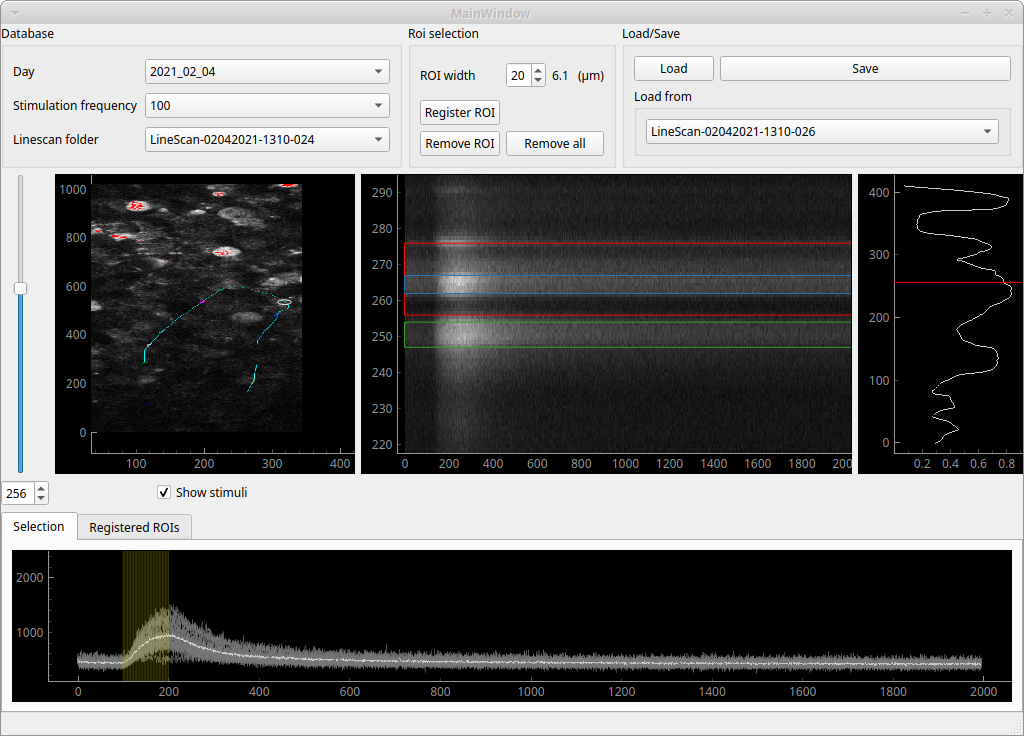 MainWindow
Database
Roi selection
Load/Save
Day
2021_02_04
ROI width
20
6.1 (µm)
Load
Save
Stimulation frequency
100
Load from
Register ROI
Linescan folder
LineScan-02042021-1310-024
Remove ROI
Remove all
LineScan-02042021-1310-026
1000
800
600
400
200
0
100 200 300 400
290
280
270
260
250
240
230
220
0 200 400 600 800 1000 1200 1400 1600 1800 200
400
300
200
100
0
0.2 0.4 0.6 0.8
256
Show stimuli
Selection
Registered ROIs
2000
1000
0 200 400 600 800 1000 1200 1400 1600 1800 2000